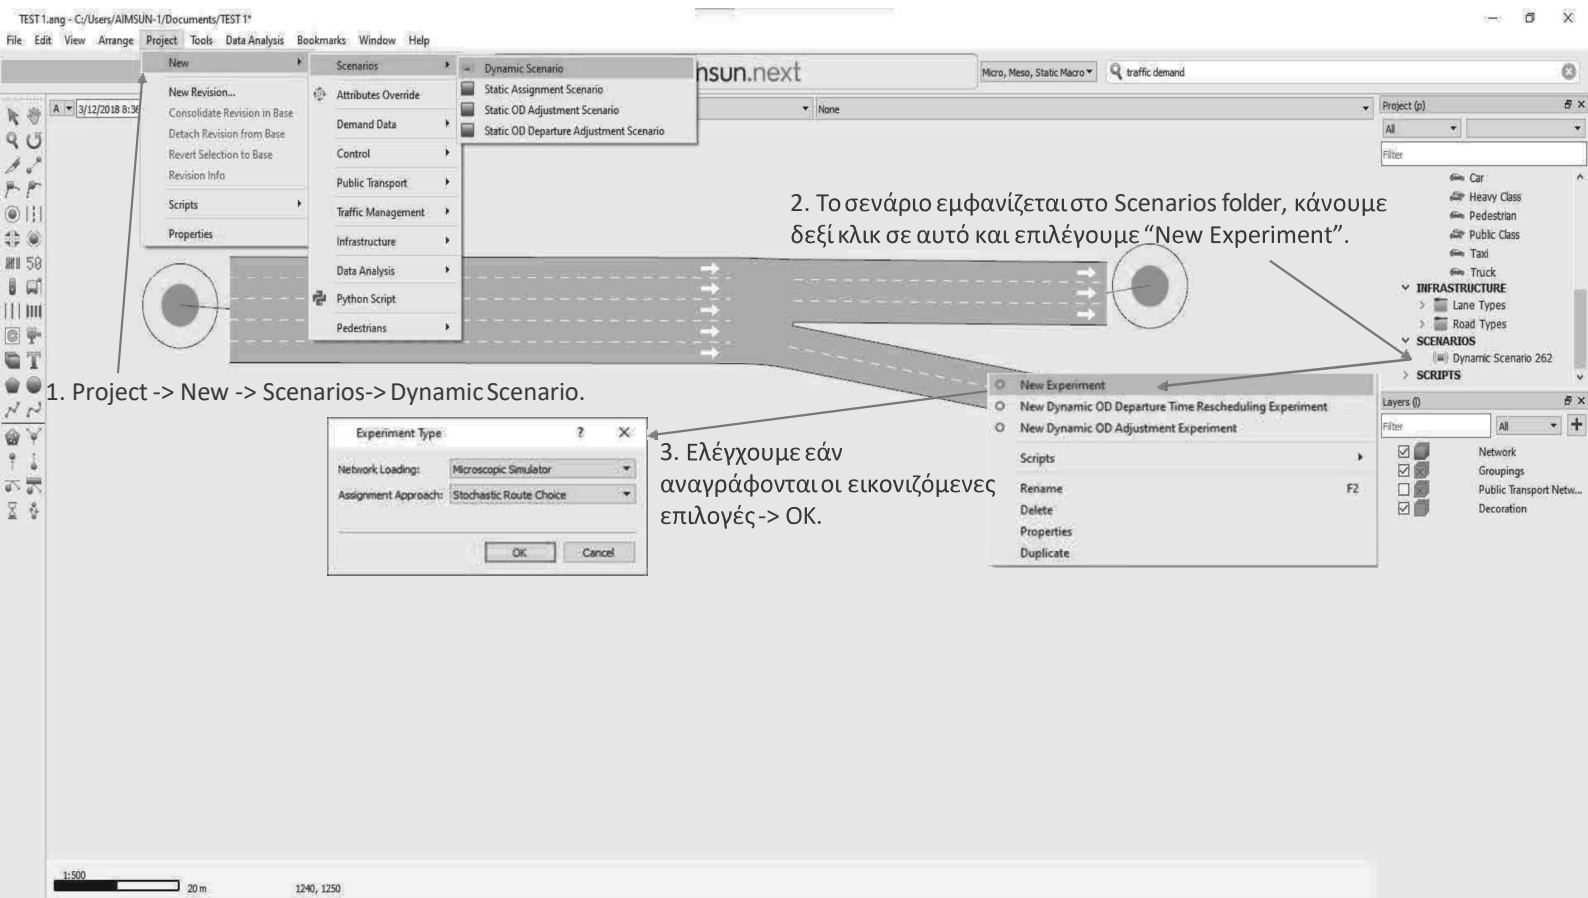 TEST 1.ang - C:/Users/AIMSUN-1/Documents/TEST 1*
File Edit View Arrange Project Tools Data Analysis Bookmarks Window Help
New
New Revision...
Consolidate Revision in Base
Detach Revision from Base
Revert Selection to Base
Revision Info
Scripts
Properties
Scenarios
Attributes Override
Demand Data
Control
Public Transport
Traffic Management
Infrastructure
Data Analysis
Python Script
Pedestrians
Dynamic Scenario
Static Assignment Scenario
Static OD Adjustment Scenario
Static OD Departure Adjustment Scenario
nsun.next
Micro, Meso, Static Macro
traffic demand
A 3/12/2018 8:36
None
50
1. Project -> New -> Scenarios-> Dynamic Scenario.
2. Το σενάριο εμφανίζεται στο Scenarios folder, κάνουμε
δεξί κλικ σε αυτό και επιλέγουμε “New Experiment”.
New Experiment
New Dynamic OD Departure Time Rescheduling Experiment
New Dynamic OD Adjustment Experiment
Scripts
Rename F2
Delete
Properties
Duplicate
Experiment Type ?
Network Loading: Microscopic Simulator
Assignment Approach: Stochastic Route Choice
OK Cancel
3. Ελέγχουμε εάν
αναγράφονται οι εικονιζόμενες
επιλογές -> OK.
Project (p)
All
Filter
Car
Heavy Class
Pedestrian
Public Class
Taxi
Truck
INFRASTRUCTURE
Lane Types
Road Types
SCENARIOS
Dynamic Scenario 262
SCRIPTS
Layers (l)
Filter All
Network
Groupings
Public Transport Netw...
Decoration
1:500
20 m
1240, 1250